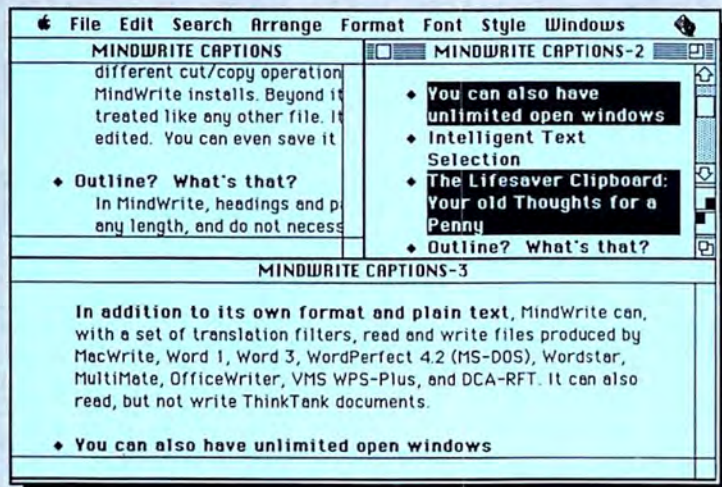 File Edit Search Arrange Format Font Style Windows
MINDWRITE CAPTIONS
different cut/copy operation
MindWrite installs. Beyond it
treated like any other file. It
edited. You can even save it
◆ Outline? What's that?
In MindWrite, headings and p
any length, and do not necess
MINDWRITE CAPTIONS-2
◆ You can also have
unlimited open windows
◆ Intelligent Text
Selection
◆ The Lifesaver Clipboard:
Your old Thoughts for a
Penny
◆ Outline? What's that?
MINDWRITE CAPTIONS-3
In addition to its own format and plain text, MindWrite can,
with a set of translation filters, read and write files produced by
MacWrite, Word 1, Word 3, WordPerfect 4.2 (MS-DOS), Wordstar,
MultiMate, OfficeWriter, VMS WPS-Plus, and DCA-RFT. It can also
read, but not write ThinkTank documents.
◆ You can also have unlimited open windows